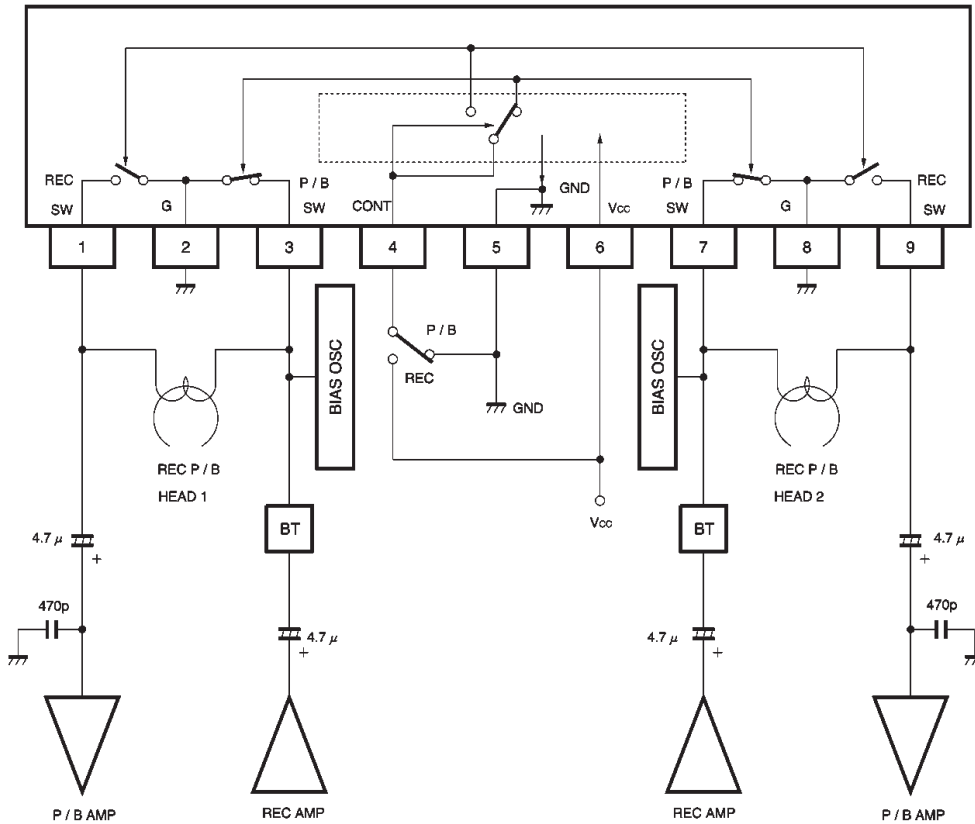 REC
SW
G
P / B
SW
CONT
GND
Vcc
P / B
SW
G
REC
SW
1
2
3
4
5
6
7
8
9
P / B
REC
GND
BIAS OSC
BIAS OSC
REC P / B
HEAD 1
REC P / B
HEAD 2
Vcc
BT
BT
4.7 μ
+
4.7 μ
+
470p
470p
4.7 μ
+
4.7 μ
+
P / B AMP
REC AMP
REC AMP
P / B AMP